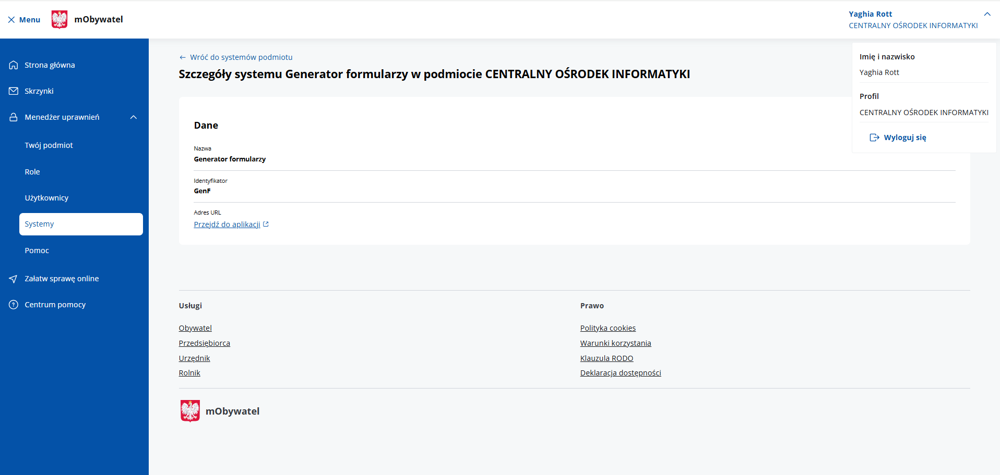 Menu
mObywatel
Yaghia Rott
CENTRALNY OŚRODEK INFORMATYKI
Imię i nazwisko
Yaghia Rott
Profil
CENTRALNY OŚRODEK INFORMATYKI
Wyloguj się
Strona główna
Skrzynki
Menedżer uprawnień
Twój podmiot
Role
Użytkownicy
Systemy
Pomoc
Załatw sprawę online
Centrum pomocy
Wróć do systemów podmiotu
Szczegóły systemu Generator formularzy w podmiocie CENTRALNY OŚRODEK INFORMATYKI
Dane
Nazwa
Generator formularzy
Identyfikator
GenF
Adres URL
Przejdź do aplikacji
Usługi
Obywatel
Przedsiębiorca
Urzędnik
Rolnik
Prawo
Polityka cookies
Warunki korzystania
Klauzula RODO
Deklaracja dostępności
mObywatel